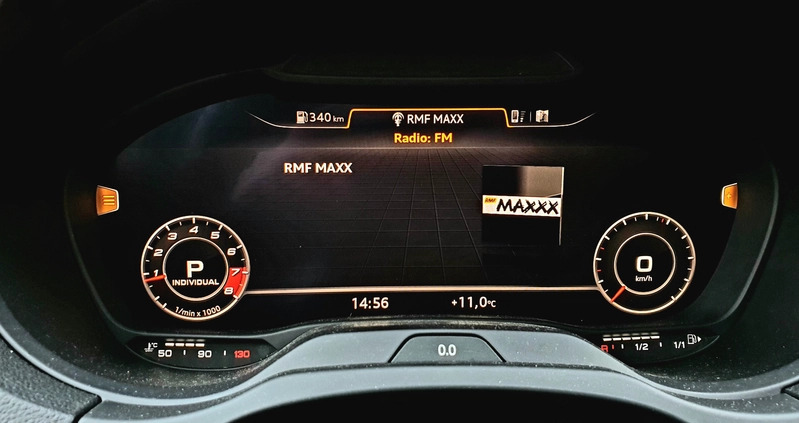 340 km
RMF MAXX
Radio: FM
RMF MAXX
RMF MAXXX
1 2 3 4 5 6 7 8
P
INDIVIDUAL
1/min x 1000
0
km/h
14:56
+11,0°C
°C
50 90 130
0.0
R 1/2 1/1